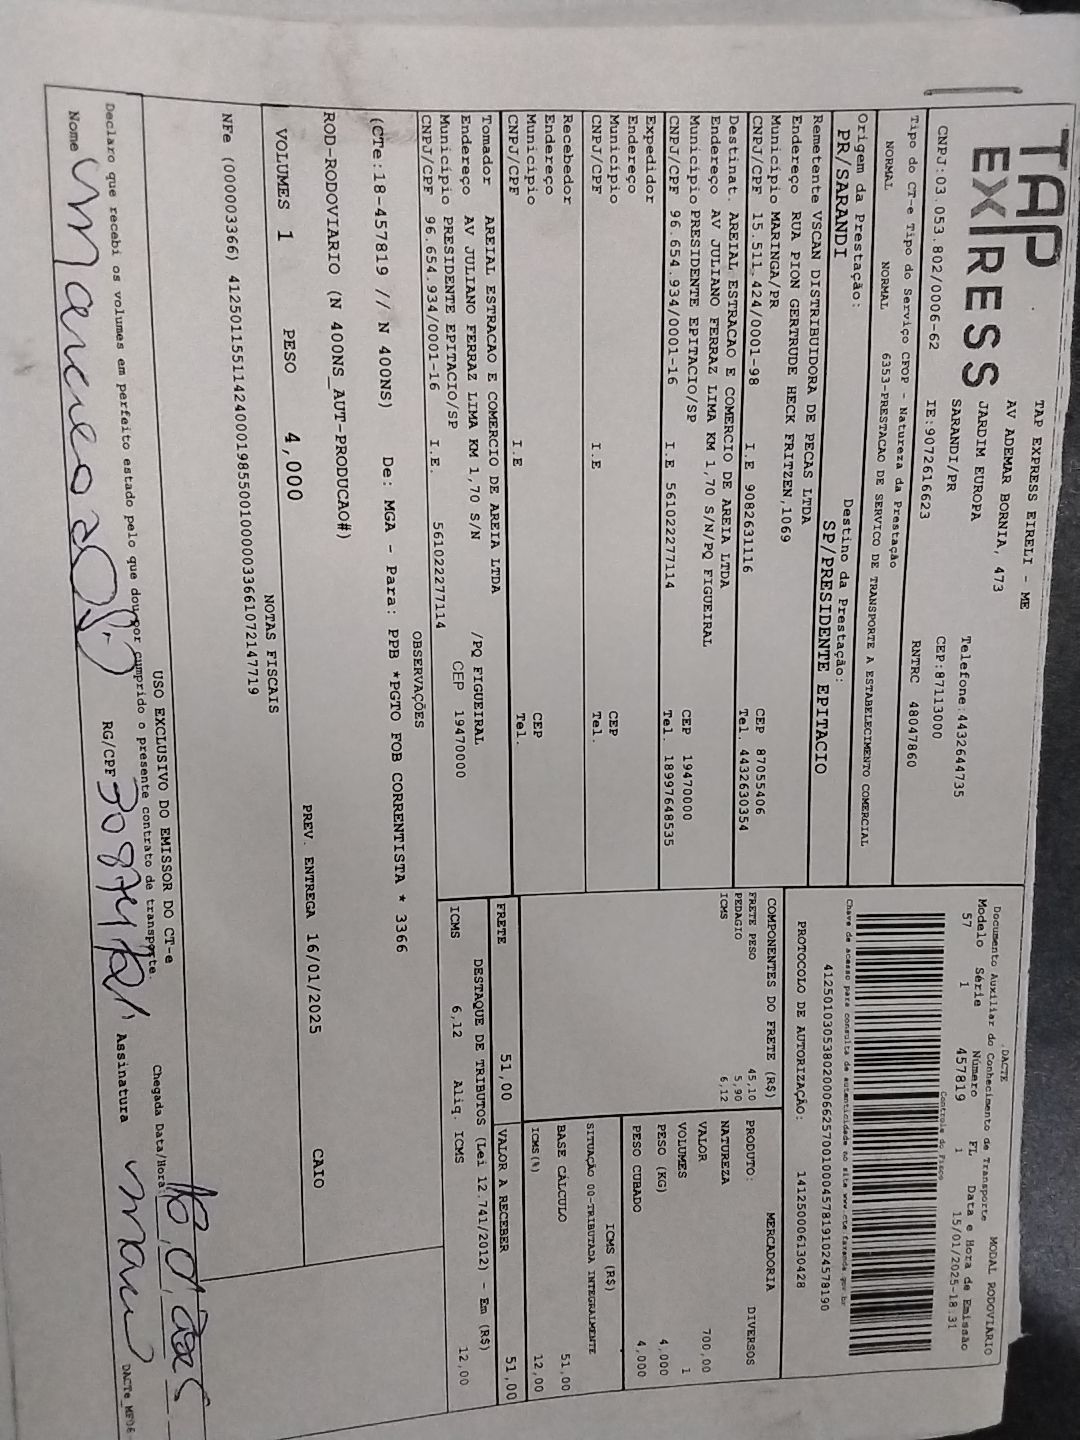 TAP
EXPRESS
TAP EXPRESS EIRELI - ME
AV ADEMAR BORNIA, 473
JARDIM EUROPA
SARANDI/PR
Telefone:4432644735
CEP:87113000
CNPJ:03.053.802/0006-62 IE:9072616623 RNTRC 48047860
Tipo do CT-e Tipo do Serviço CFOP - Natureza da Prestação
NORMAL NORMAL 6353-PRESTACAO DE SERVICO DE TRANSPORTE A ESTABELECIMENTO COMERCIAL
Origem da Prestação: Destino da Prestação:
PR/SARANDI SP/PRESIDENTE EPITACIO
DACTE
Documento Auxiliar do Conhecimento de Transporte MODAL RODOVIARIO
Modelo Série Número FL Data e Hora de Emissão
57 1 457819 1 15/01/2025-18:31
Controle do Fisco
Chave de acesso para consulta de autenticidade no site www.cte.fazenda.gov.br
41250103053802000662570010004578191024578190
PROTOCOLO DE AUTORIZAÇÃO: 141250006130428
Remetente VSCAN DISTRIBUIDORA DE PECAS LTDA
Endereço RUA PION GERTRUDE HECK FRITZEN,1069
Município MARINGA/PR CEP 87055406
CNPJ/CPF 15.511.424/0001-98 I.E 9082631116 Tel. 4432630354
Destinat. AREIAL ESTRACAO E COMERCIO DE AREIA LTDA
Endereço AV JULIANO FERRAZ LIMA KM 1,70 S/N/PQ FIGUEIRAL
Município PRESIDENTE EPITACIO/SP CEP 19470000
CNPJ/CPF 96.654.934/0001-16 I.E 561022277114 Tel. 18997648535
Expedidor
Endereço
Município CEP
CNPJ/CPF I.E Tel.
Recebedor
Endereço
Município CEP
CNPJ/CPF I.E Tel.
Tomador AREIAL ESTRACAO E COMERCIO DE AREIA LTDA
Endereço AV JULIANO FERRAZ LIMA KM 1,70 S/N /PQ FIGUEIRAL
Município PRESIDENTE EPITACIO/SP CEP 19470000
CNPJ/CPF 96.654.934/0001-16 I.E. 561022277114
COMPONENTES DO FRETE (R$)
FRETE PESO 45,10
PEDAGIO 5,90
ICMS 6,12
MERCADORIA
PRODUTO: DIVERSOS
NATUREZA
VALOR 700,00
VOLUMES 1
PESO (KG) 4,000
PESO CUBADO 4,000
ICMS (R$)
SITUAÇÃO 00-TRIBUTADA INTEGRALMENTE
BASE CÁLCULO 51,00
ICMS(%) 12,00
FRETE 51,00 VALOR A RECEBER 51,00
DESTAQUE DE TRIBUTOS (Lei 12.741/2012) - Em (R$)
ICMS 6,12 Aliq. ICMS 12,00
OBSERVAÇÕES
(CTe:18-457819 // N 400NS) De: MGA - Para: PPB *PGTO FOB CORRENTISTA * 3366
ROD-RODOVIARIO (N 400NS_AUT-PRODUCAO#)
VOLUMES 1 PESO 4,000 PREV. ENTREGA 16/01/2025 CAIO
NOTAS FISCAIS
NFe (000003366) 41250115511424000198550010000033661072147719
USO EXCLUSIVO DO EMISSOR DO CT-e
Declaro que recebi os volumes em perfeito estado pelo que dou por cumprido o presente contrato de transporte.
Chegada Data/Hora:
Nome RG/CPF Assinatura